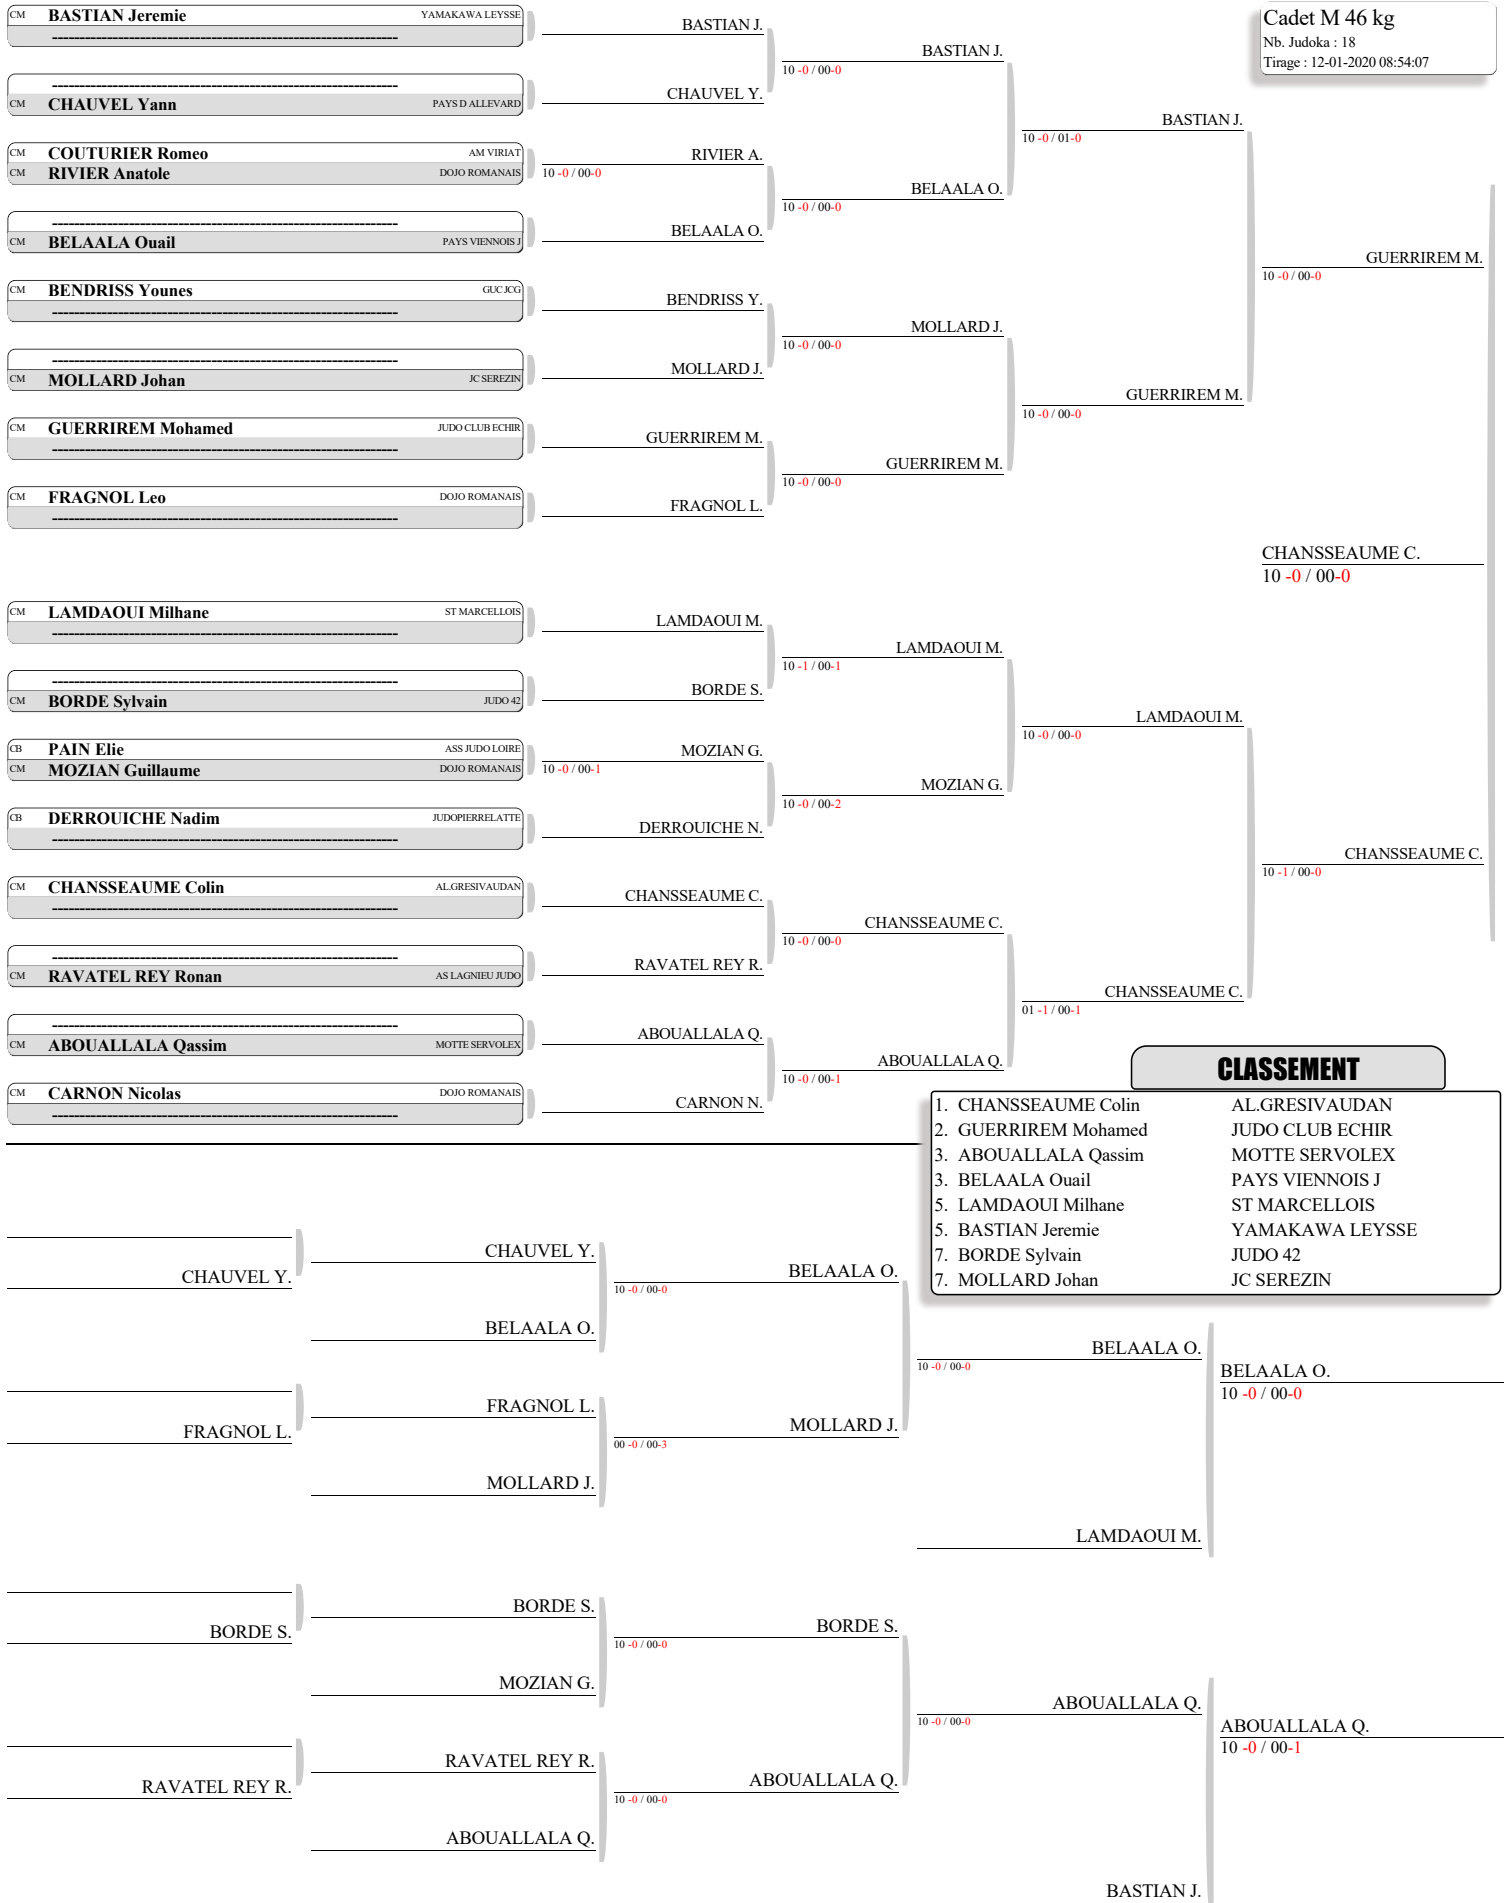 Cadet M 46 kg
Nb. Judoka : 18
Tirage : 12-01-2020 08:54:07
CM BASTIAN Jeremie YAMAKAWA LEYSSE
----------------------------------------------------------------
----------------------------------------------------------------
CM CHAUVEL Yann PAYS D ALLEVARD
CM COUTURIER Romeo AM VIRIAT
CM RIVIER Anatole DOJO ROMANAIS
----------------------------------------------------------------
CM BELAALA Ouail PAYS VIENNOIS J
CM BENDRISS Younes GUC JCG
----------------------------------------------------------------
----------------------------------------------------------------
CM MOLLARD Johan JC SEREZIN
CM GUERRIREM Mohamed JUDO CLUB ECHIR
----------------------------------------------------------------
CM FRAGNOL Leo DOJO ROMANAIS
----------------------------------------------------------------
CM LAMDAOUI Milhane ST MARCELLOIS
----------------------------------------------------------------
----------------------------------------------------------------
CM BORDE Sylvain JUDO 42
CB PAIN Elie ASS JUDO LOIRE
CM MOZIAN Guillaume DOJO ROMANAIS
CB DERROUICHE Nadim JUDOPIERRELATTE
----------------------------------------------------------------
CM CHANSSEAUME Colin AL.GRESIVAUDAN
----------------------------------------------------------------
----------------------------------------------------------------
CM RAVATEL REY Ronan AS LAGNIEU JUDO
----------------------------------------------------------------
CM ABOUALLALA Qassim MOTTE SERVOLEX
CM CARNON Nicolas DOJO ROMANAIS
----------------------------------------------------------------
BASTIAN J.
CHAUVEL Y.
RIVIER A.
10 -0 / 00-0
BELAALA O.
BENDRISS Y.
MOLLARD J.
GUERRIREM M.
FRAGNOL L.
LAMDAOUI M.
BORDE S.
MOZIAN G.
10 -0 / 00-1
DERROUICHE N.
CHANSSEAUME C.
RAVATEL REY R.
ABOUALLALA Q.
CARNON N.
BASTIAN J.
10 -0 / 00-0
BELAALA O.
10 -0 / 00-0
MOLLARD J.
10 -0 / 00-0
GUERRIREM M.
10 -0 / 00-0
LAMDAOUI M.
10 -1 / 00-1
MOZIAN G.
10 -0 / 00-2
CHANSSEAUME C.
10 -0 / 00-0
ABOUALLALA Q.
10 -0 / 00-1
BASTIAN J.
10 -0 / 01-0
GUERRIREM M.
10 -0 / 00-0
LAMDAOUI M.
10 -0 / 00-0
CHANSSEAUME C.
01 -1 / 00-1
GUERRIREM M.
10 -0 / 00-0
CHANSSEAUME C.
10 -1 / 00-0
CHANSSEAUME C.
10 -0 / 00-0
CLASSEMENT
1. CHANSSEAUME Colin AL.GRESIVAUDAN
2. GUERRIREM Mohamed JUDO CLUB ECHIR
3. ABOUALLALA Qassim MOTTE SERVOLEX
3. BELAALA Ouail PAYS VIENNOIS J
5. LAMDAOUI Milhane ST MARCELLOIS
5. BASTIAN Jeremie YAMAKAWA LEYSSE
7. BORDE Sylvain JUDO 42
7. MOLLARD Johan JC SEREZIN
CHAUVEL Y.
FRAGNOL L.
BORDE S.
RAVATEL REY R.
CHAUVEL Y.
BELAALA O.
FRAGNOL L.
MOLLARD J.
BORDE S.
MOZIAN G.
RAVATEL REY R.
ABOUALLALA Q.
BELAALA O.
10 -0 / 00-0
MOLLARD J.
00 -0 / 00-3
BORDE S.
10 -0 / 00-0
ABOUALLALA Q.
10 -0 / 00-0
BELAALA O.
10 -0 / 00-0
LAMDAOUI M.
ABOUALLALA Q.
10 -0 / 00-0
BASTIAN J.
BELAALA O.
10 -0 / 00-0
ABOUALLALA Q.
10 -0 / 00-1